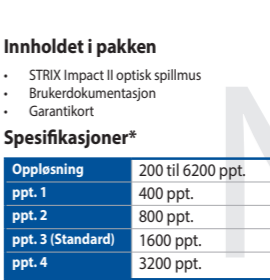 Innholdet i pakken
• STRIX Impact II optisk spillmus
• Brukerdokumentasjon
• Garantikort
Spesifikasjoner*
Oppløsning 200 til 6200 ppt.
ppt. 1 400 ppt.
ppt. 2 800 ppt.
ppt. 3 (Standard) 1600 ppt.
ppt. 4 3200 ppt.